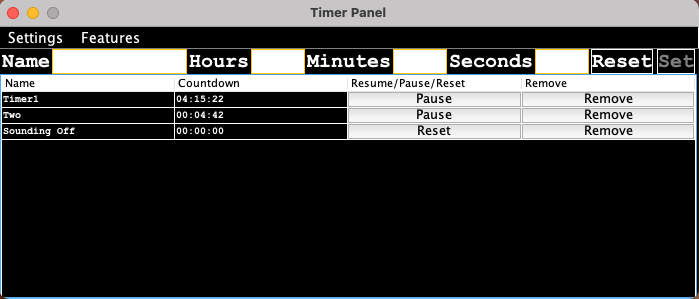 Timer Panel
Settings Features
Name Hours Minutes Seconds Reset Set
Name Countdown Resume/Pause/Reset Remove
Timer1 04:15:22 Pause Remove
Two 00:04:42 Pause Remove
Sounding Off 00:00:00 Reset Remove